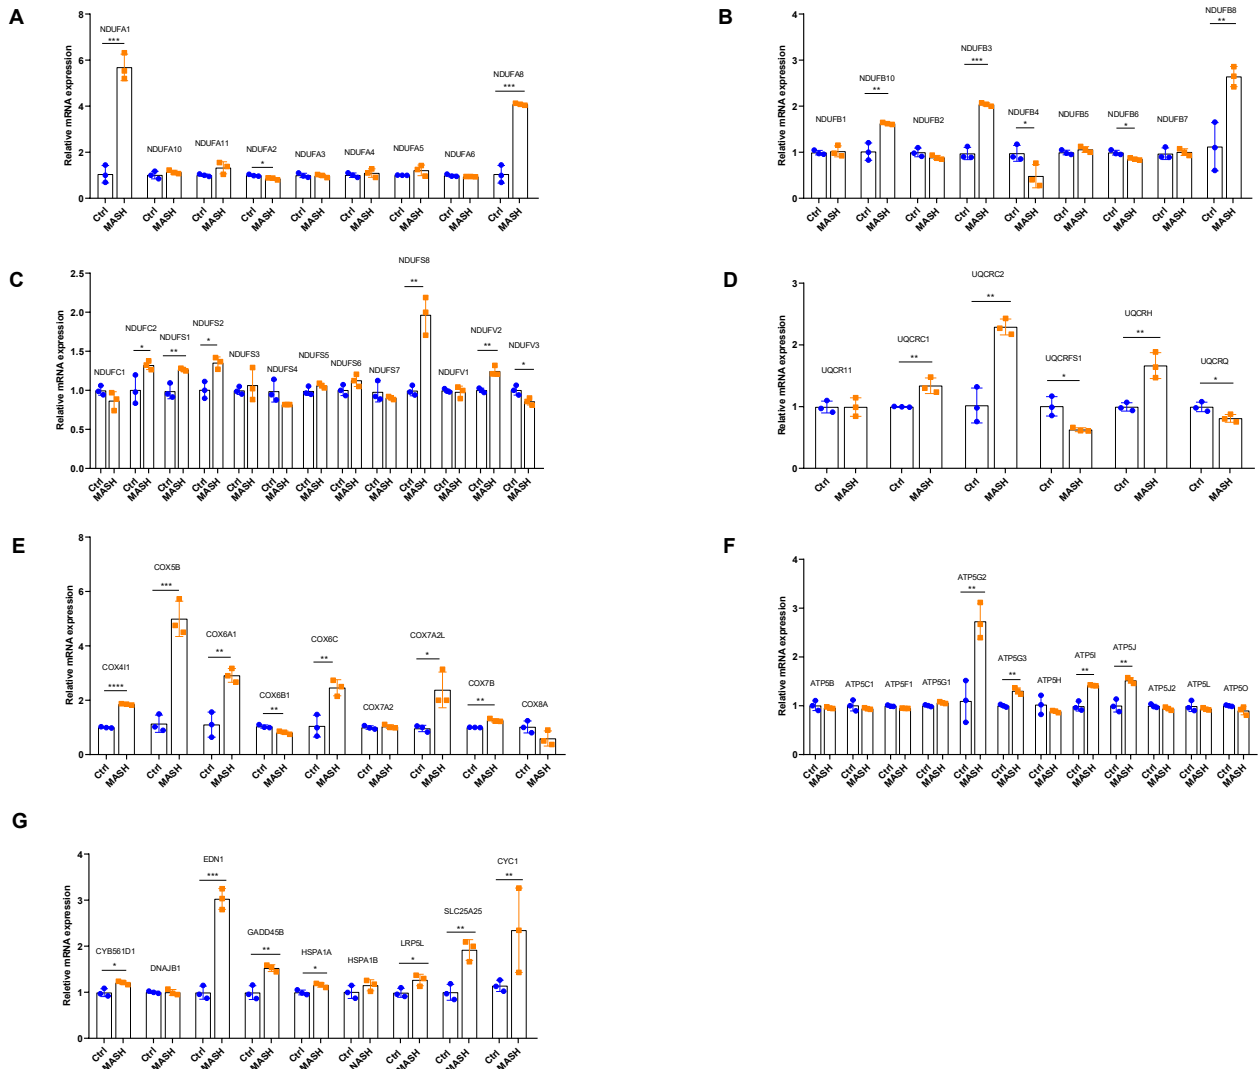 A
Relative mRNA expression
8
6
4
2
0
NDUFA1
***
NDUFA10
NDUFA11
NDUFA2
*
NDUFA3
NDUFA4
NDUFA5
NDUFA6
NDUFA8
***
Ctrl MASH Ctrl MASH Ctrl MASH Ctrl MASH Ctrl MASH Ctrl MASH Ctrl MASH Ctrl MASH Ctrl MASH
B
Relative mRNA expression
4
3
2
1
0
NDUFB1
NDUFB10
**
NDUFB2
NDUFB3
***
NDUFB4
*
NDUFB5
NDUFB6
*
NDUFB7
NDUFB8
**
Ctrl MASH Ctrl MASH Ctrl MASH Ctrl MASH Ctrl MASH Ctrl MASH Ctrl MASH Ctrl MASH Ctrl MASH
C
Relative mRNA expression
2.5
2.0
1.5
1.0
0.5
0.0
NDUFC1
NDUFC2
*
NDUFS1
**
NDUFS2
*
NDUFS3
NDUFS4
NDUFS5
NDUFS6
NDUFS7
NDUFS8
**
NDUFV1
NDUFV2
**
NDUFV3
*
Ctrl MASH Ctrl MASH Ctrl MASH Ctrl MASH Ctrl MASH Ctrl MASH Ctrl MASH Ctrl MASH Ctrl MASH Ctrl MASH Ctrl MASH Ctrl MASH Ctrl MASH
D
Relative mRNA expression
3
2
1
0
UQCR11
UQCRC1
**
UQCRC2
**
UQCRFS1
*
UQCRH
**
UQCRQ
*
Ctrl MASH Ctrl MASH Ctrl MASH Ctrl MASH Ctrl MASH Ctrl MASH
E
Relative mRNA expression
8
6
4
2
0
COX4I1
****
COX5B
***
COX6A1
**
COX6B1
**
COX6C
**
COX7A2
COX7A2L
*
COX7B
**
COX8A
Ctrl MASH Ctrl MASH Ctrl MASH Ctrl MASH Ctrl MASH Ctrl MASH Ctrl MASH Ctrl MASH Ctrl MASH
F
Relative mRNA expression
4
3
2
1
0
ATP5B
ATP5C1
ATP5F1
ATP5G1
ATP5G2
**
ATP5G3
**
ATP5H
ATP5I
**
ATP5J
**
ATP5J2
ATP5L
ATP5O
Ctrl MASH Ctrl MASH Ctrl MASH Ctrl MASH Ctrl MASH Ctrl MASH Ctrl MASH Ctrl MASH Ctrl MASH Ctrl MASH Ctrl MASH Ctrl MASH
G
Relative mRNA expression
4
3
2
1
0
CYB561D1
*
DNAJB1
EDN1
***
GADD45B
**
HSPA1A
*
HSPA1B
LRP5L
*
SLC25A25
**
CYC1
**
Ctrl MASH Ctrl MASH Ctrl MASH Ctrl MASH Ctrl MASH Ctrl NASH Ctrl MASH Ctrl MASH Ctrl MASH